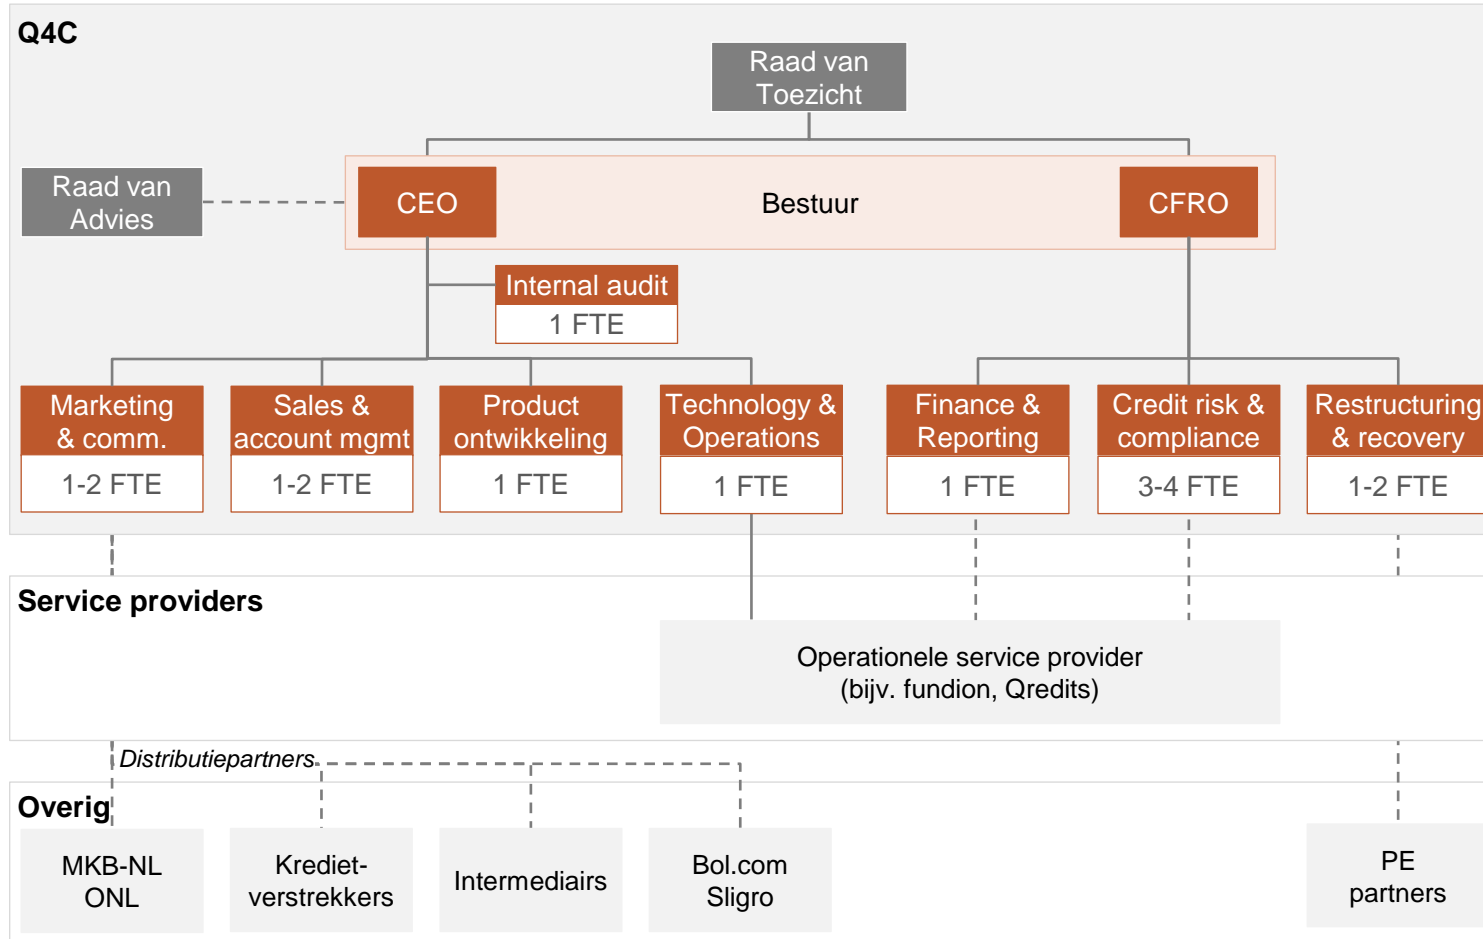 Q4C
Raad van
Toezicht
Raad van
Advies
CEO
Bestuur
CFRO
Internal audit
1 FTE
Marketing
& comm.
1-2 FTE
Sales &
account mgmt
1-2 FTE
Product
ontwikkeling
1 FTE
Technology &
Operations
1 FTE
Finance &
Reporting
1 FTE
Credit risk &
compliance
3-4 FTE
Restructuring
& recovery
1-2 FTE
Service providers
Operationele service provider
(bijv. fundion, Qredits)
Distributiepartners
Overig
MKB-NL
ONL
Krediet-
verstrekkers
Intermediairs
Bol.com
Sligro
PE
partners